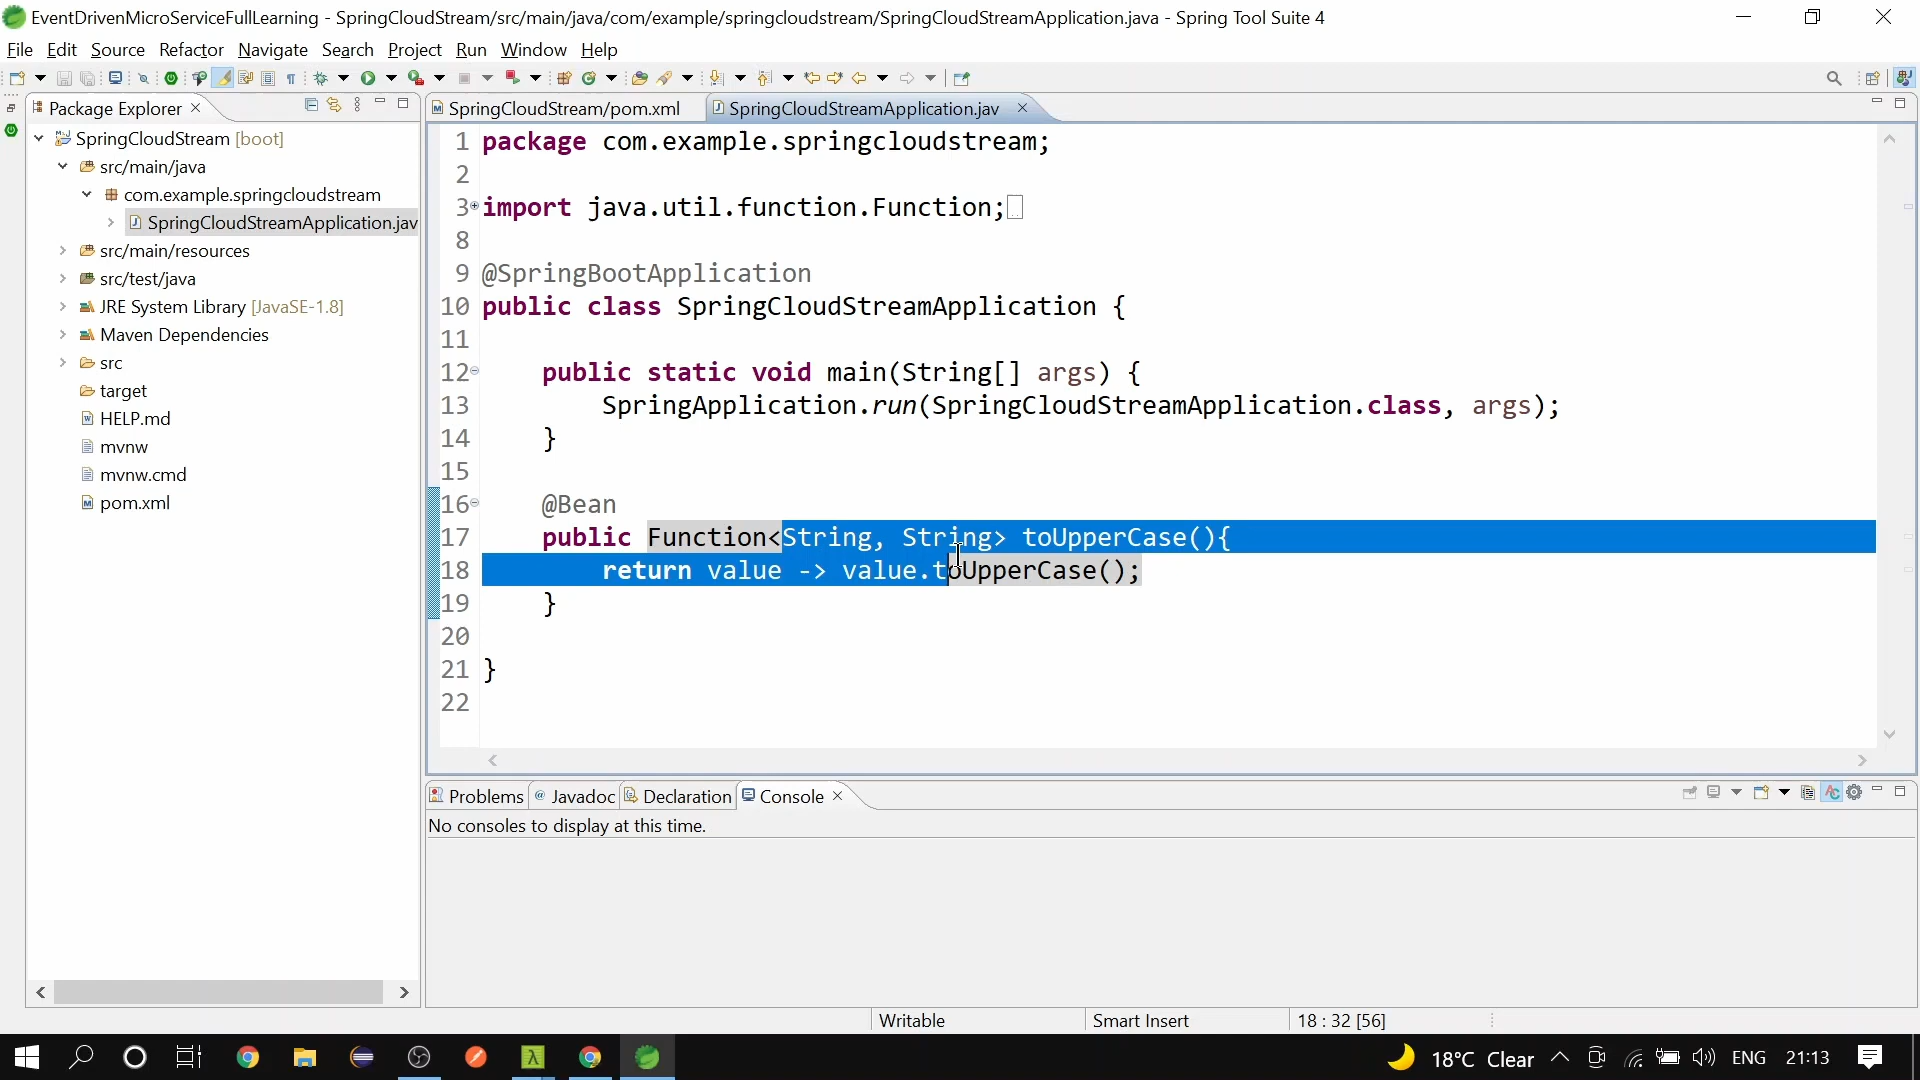 EventDrivenMicroServiceFullLearning - SpringCloudStream/src/main/java/com/example/springcloudstream/SpringCloudStreamApplication.java - Spring Tool Suite 4
File Edit Source Refactor Navigate Search Project Run Window Help
Package Explorer
SpringCloudStream [boot]
src/main/java
com.example.springcloudstream
SpringCloudStreamApplication.jav
src/main/resources
src/test/java
JRE System Library [JavaSE-1.8]
Maven Dependencies
src
target
HELP.md
mvnw
mvnw.cmd
pom.xml
SpringCloudStream/pom.xml SpringCloudStreamApplication.jav
1 package com.example.springcloudstream;
2
3 import java.util.function.Function;
8
9 @SpringBootApplication
10 public class SpringCloudStreamApplication {
11
12 public static void main(String[] args) {
13 SpringApplication.run(SpringCloudStreamApplication.class, args);
14 }
15
16 @Bean
17 public Function<String, String> toUpperCase(){
18 return value -> value.toUpperCase();
19 }
20
21 }
22
Problems Javadoc Declaration Console
No consoles to display at this time.
Writable Smart Insert 18 : 32 [56]
18°C Clear ENG 21:13